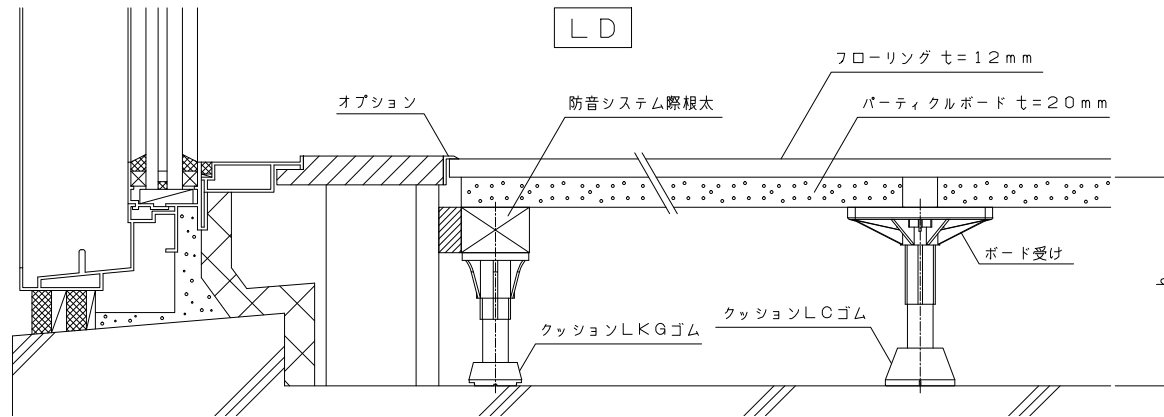 ＬＤ
フローリング ｔ＝１２ｍｍ
オプション
防音システム際根太
パーティクルボード ｔ＝２０ｍｍ
ボード受け
クッションＬＫＧゴム
クッションＬＣゴム